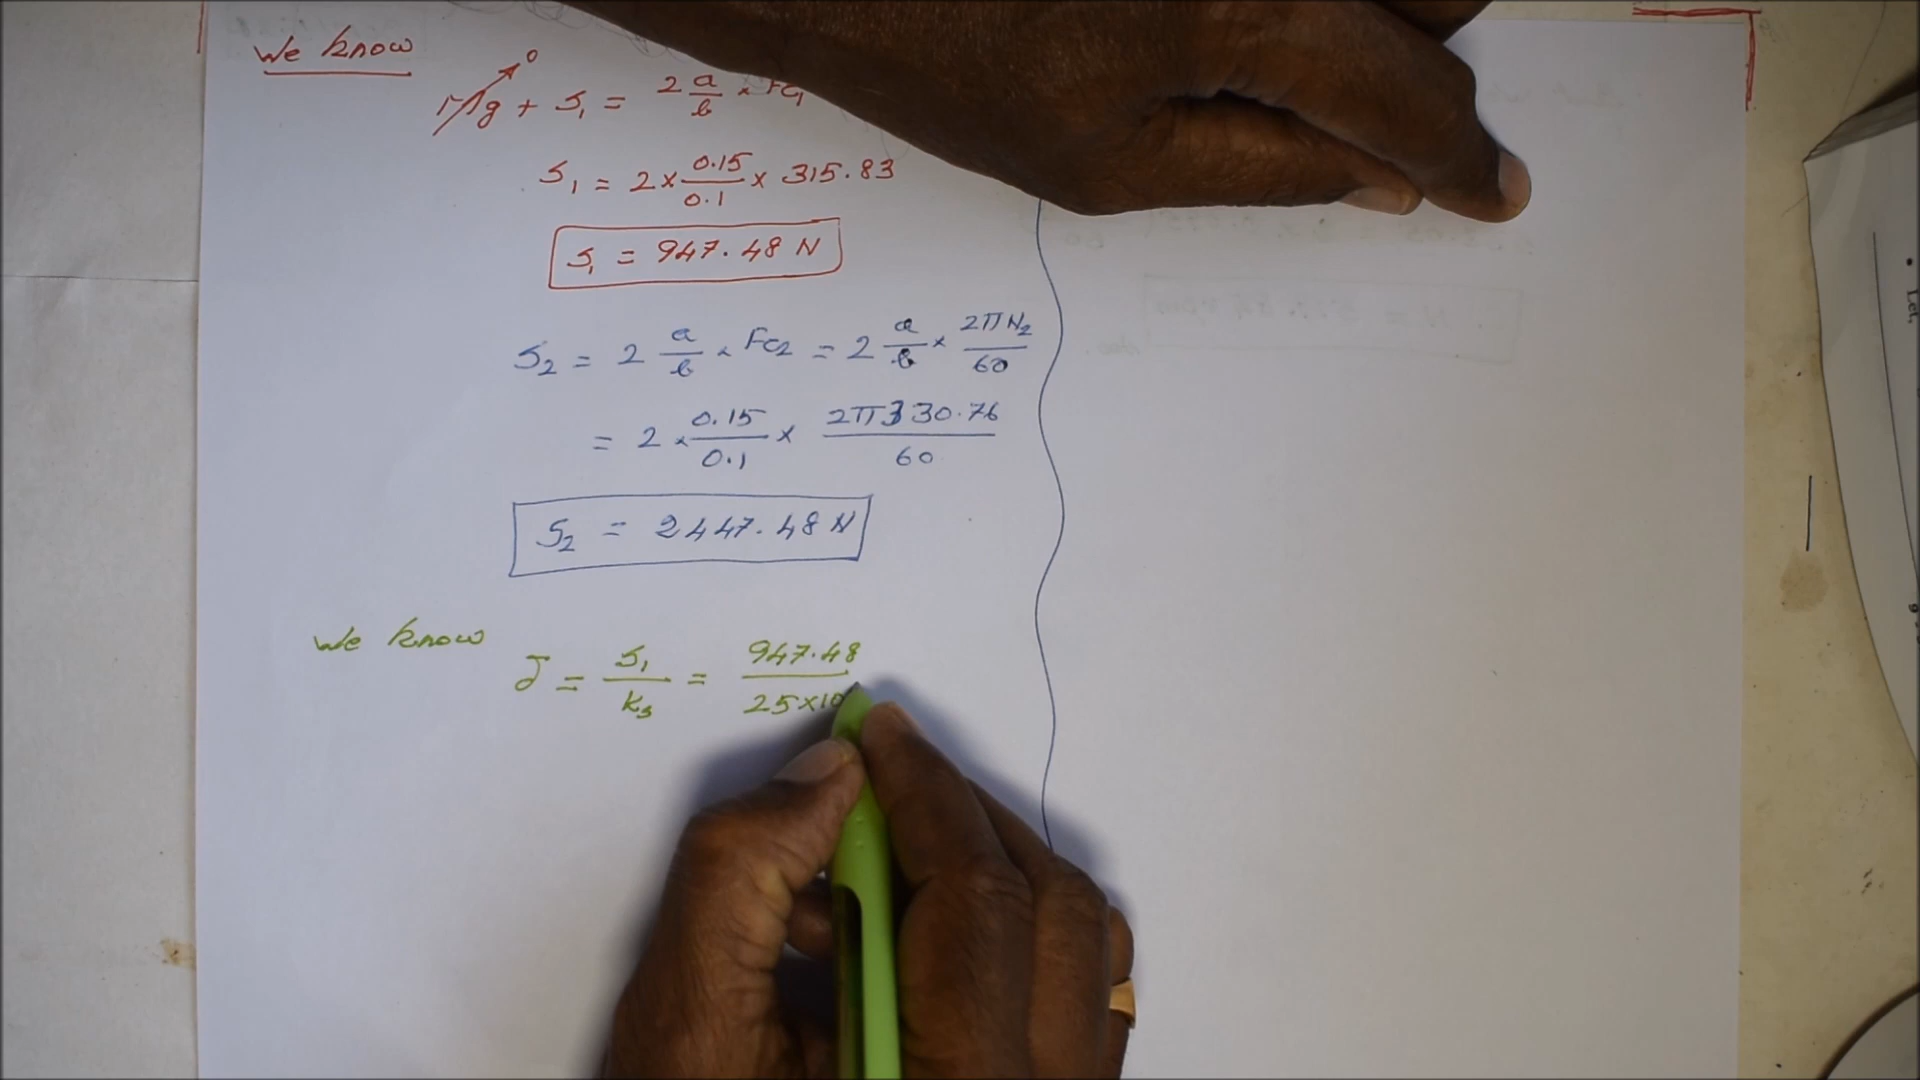 We know
Mg + S₁ = 2 a/b × Fc₁
S₁ = 2 × 0.15/0.1 × 315.83
S₁ = 947.48 N
S₂ = 2 a/b × Fc₂ = 2 a/b × 2πN₂/60
= 2 × 0.15/0.1 × 2π330.76/60
S₂ = 2447.48 N
We know
δ = S₁/k₃ = 947.48/25×10
Let,